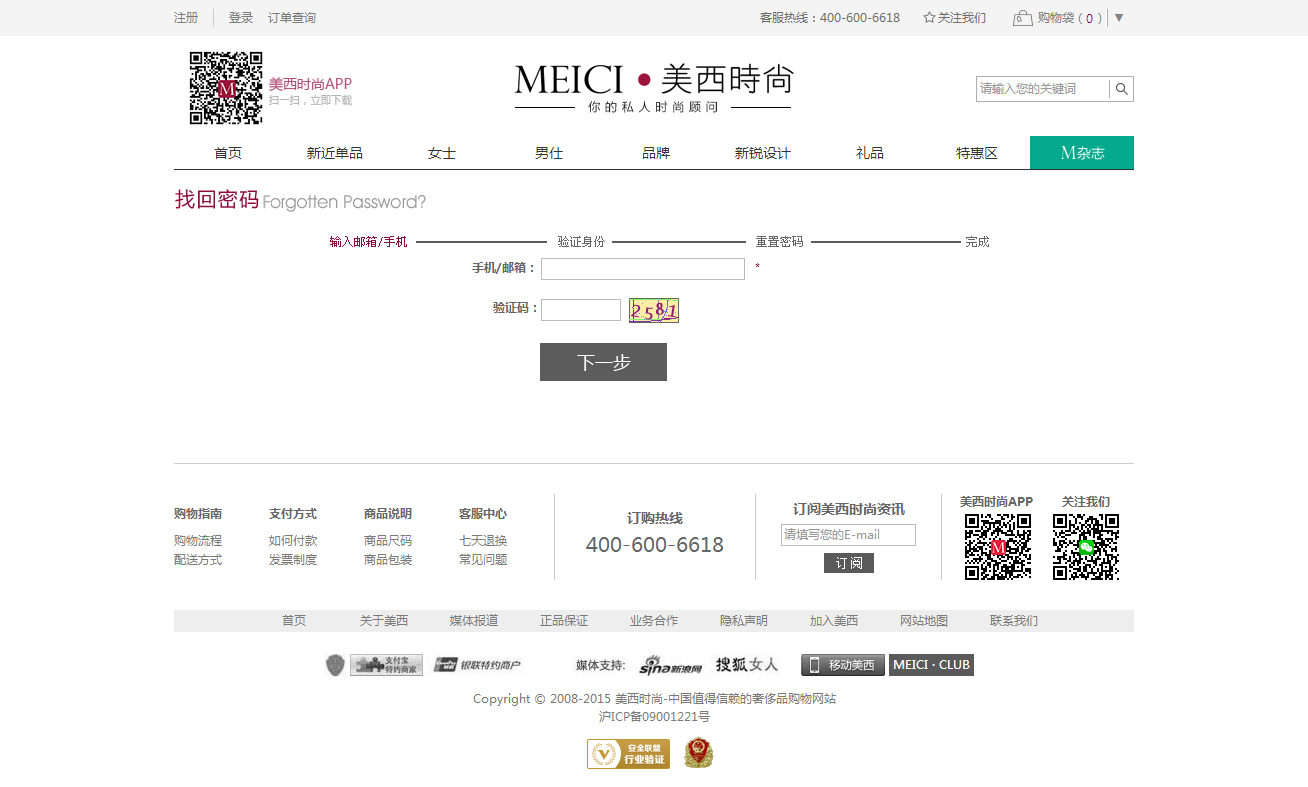 注册 登录 订单查询 客服热线：400-600-6618 关注我们 购物袋 ( 0 ) ▼
美西时尚APP
扫一扫，立即下载
MEICI 美西時尚
你的私人时尚顾问
请输入您的关键词
首页 新近单品 女士 男仕 品牌 新锐设计 礼品 特惠区 M杂志
找回密码 Forgotten Password?
输入邮箱/手机 验证身份 重置密码 完成
手机/邮箱： *
验证码： 2581
下一步
购物指南 支付方式 商品说明 客服中心
购物流程 如何付款 商品尺码 七天退换
配送方式 发票制度 商品包装 常见问题
订购热线
400-600-6618
订阅美西时尚资讯
请填写您的E-mail
订 阅
美西时尚APP 关注我们
首页 关于美西 媒体报道 正品保证 业务合作 隐私声明 加入美西 网站地图 联系我们
支付宝
特约商家
银联特约商户 媒体支持: sina新浪网 搜狐女人 移动美西 MEICI · CLUB
Copyright © 2008-2015 美西时尚-中国值得信赖的奢侈品购物网站
沪ICP备09001221号
安全联盟
行业验证